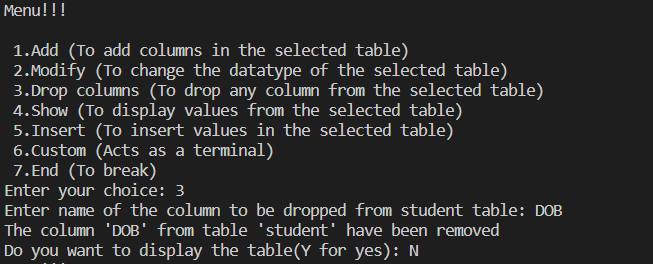 Menu!!!
1.Add (To add columns in the selected table)
2.Modify (To change the datatype of the selected table)
3.Drop columns (To drop any column from the selected table)
4.Show (To display values from the selected table)
5.Insert (To insert values in the selected table)
6.Custom (Acts as a terminal)
7.End (To break)
Enter your choice: 3
Enter name of the column to be dropped from student table: DOB
The column 'DOB' from table 'student' have been removed
Do you want to display the table(Y for yes): N